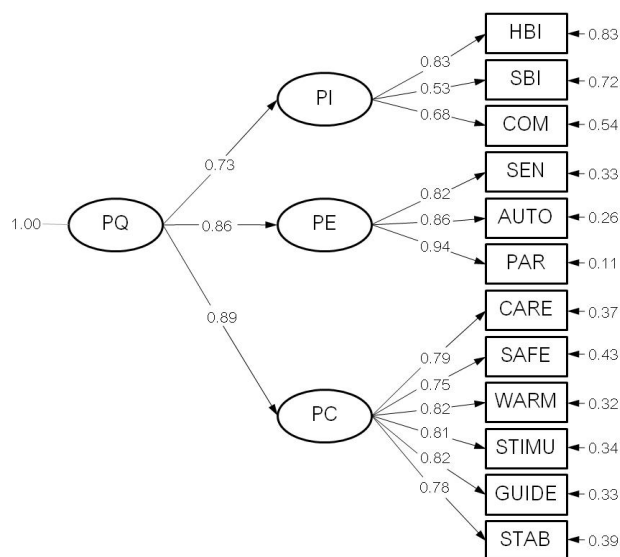 HBI
0.83
0.83
SBI
0.72
0.53
PI
COM
0.54
0.68
0.73
SEN
0.33
0.82
1.00
PQ
0.86
PE
0.86
AUTO
0.26
0.94
PAR
0.11
0.89
CARE
0.37
0.79
SAFE
0.43
0.75
WARM
0.32
0.82
PC
0.81
STIMU
0.34
0.82
GUIDE
0.33
0.78
STAB
0.39